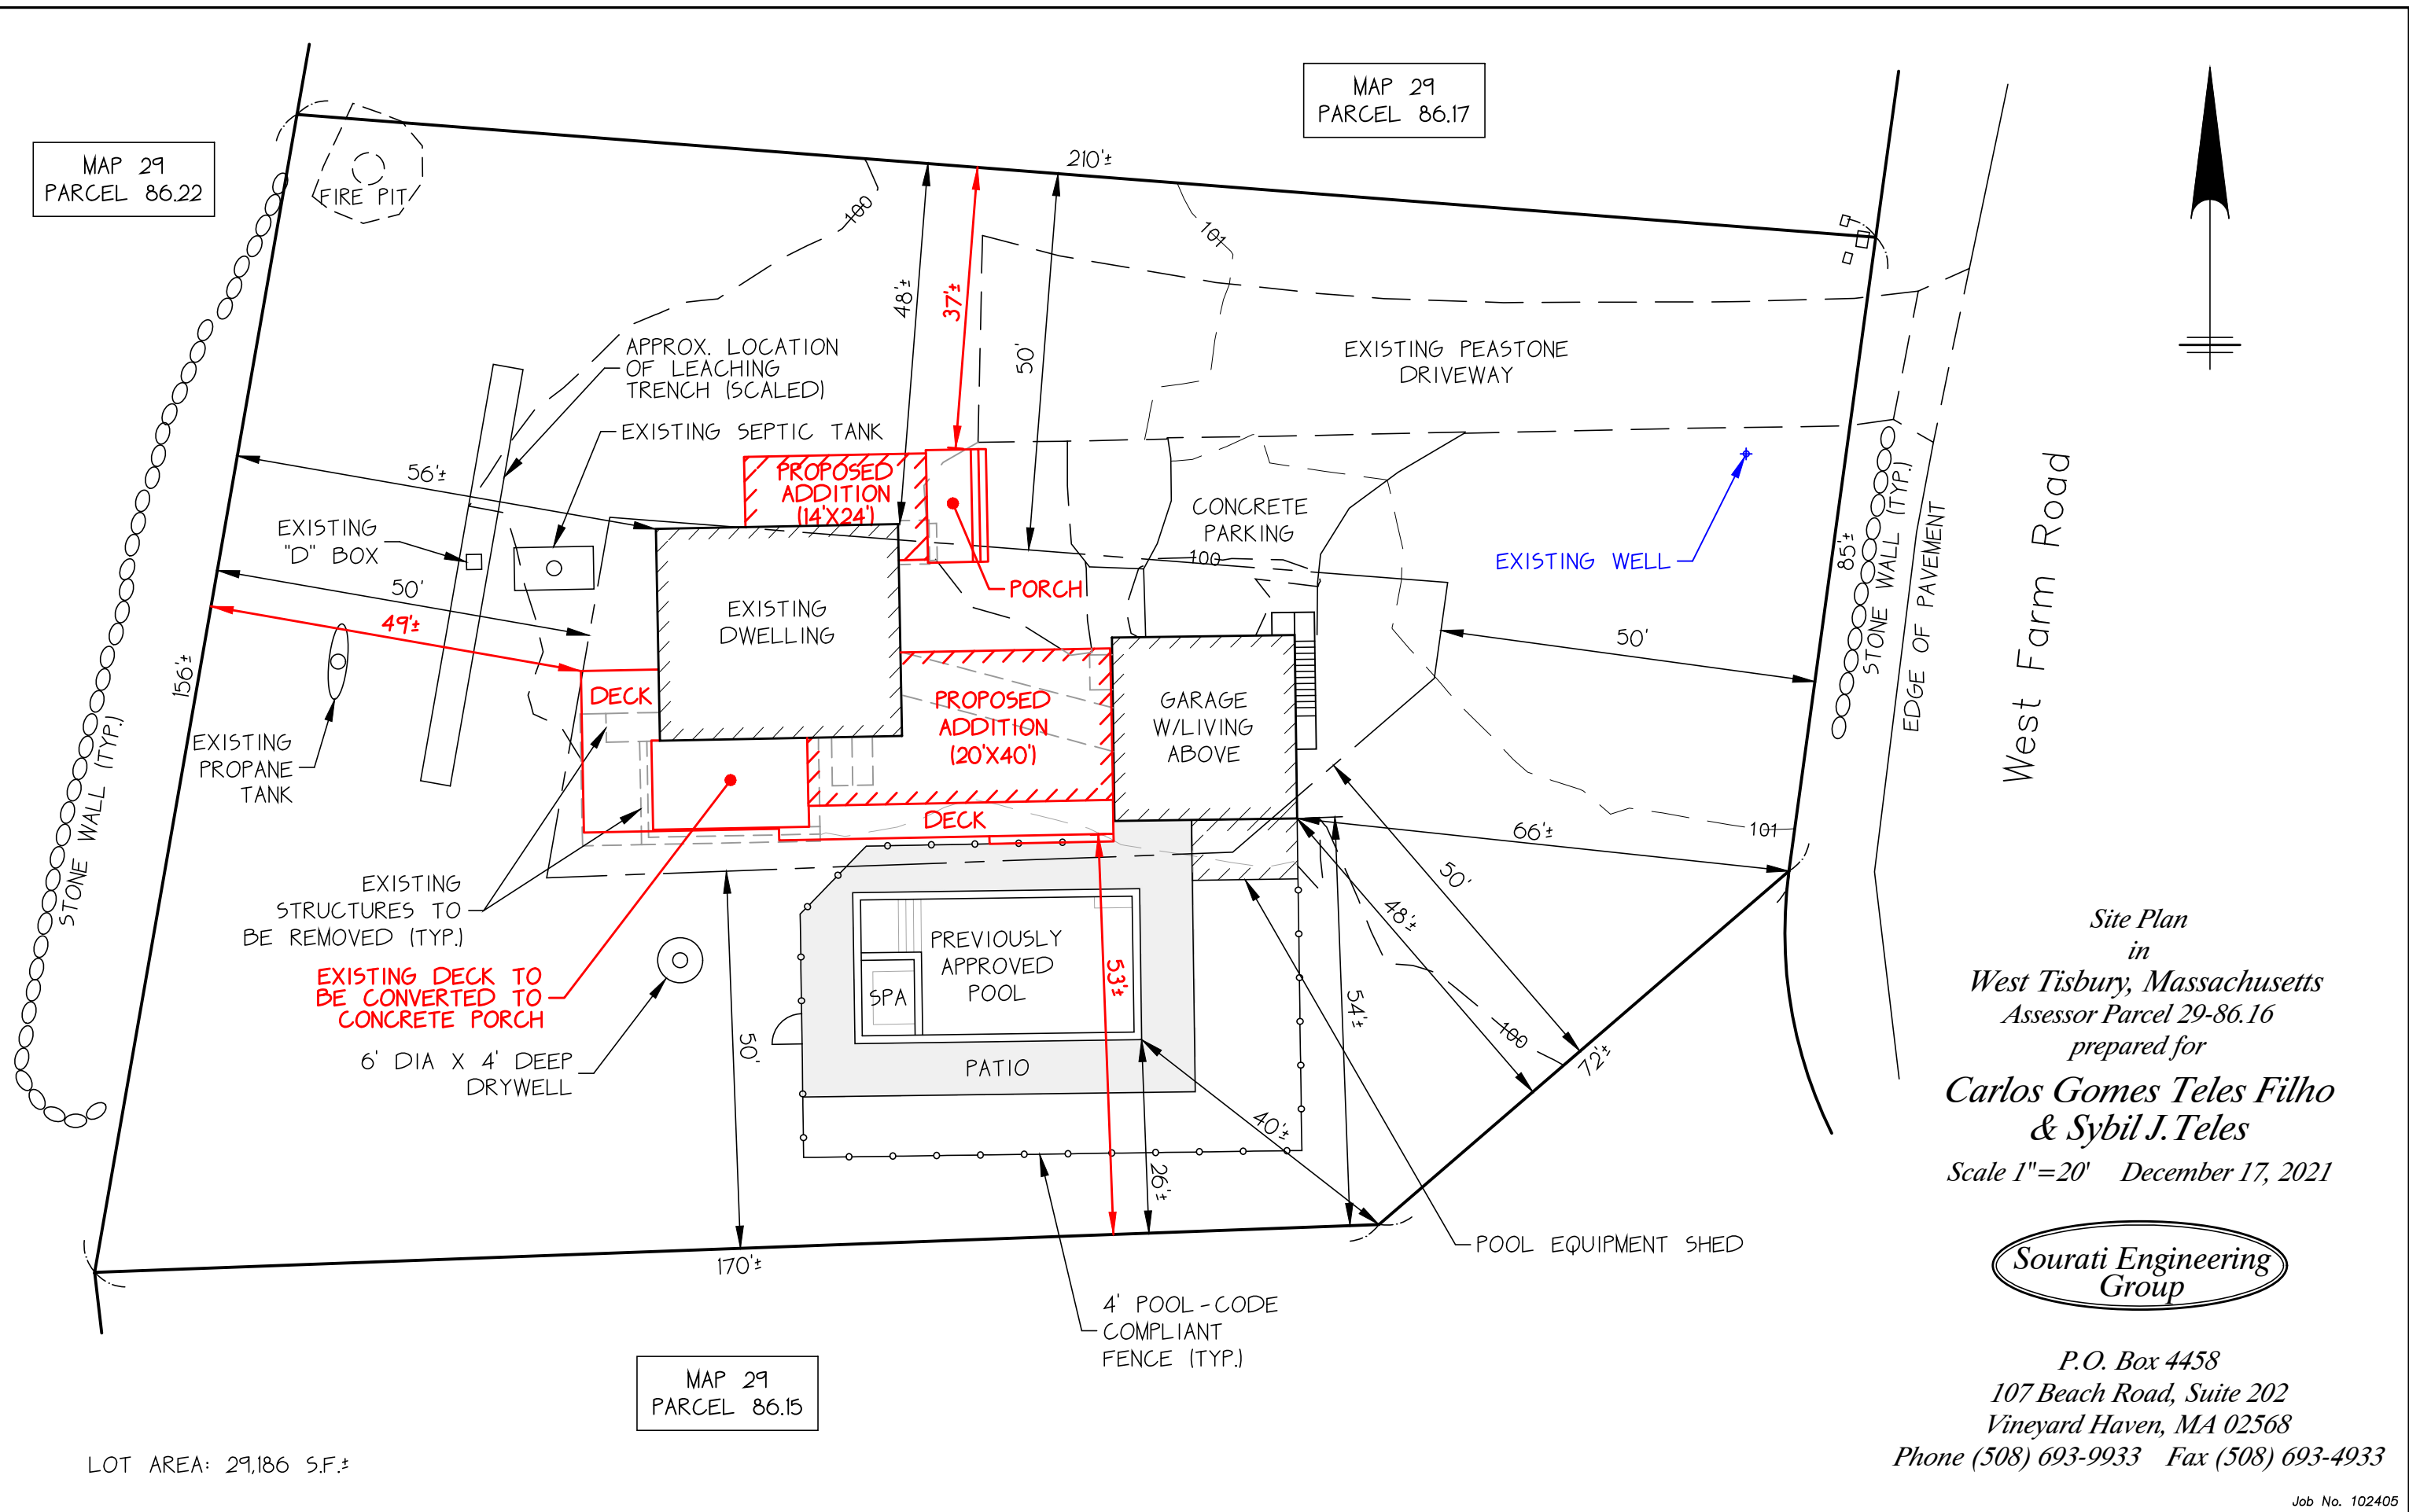 MAP 29
PARCEL 86.17
MAP 29
PARCEL 86.22
FIRE PIT
210'±
100
101
48'±
37'±
50'
APPROX. LOCATION
OF LEACHING
TRENCH (SCALED)
EXISTING PEASTONE
DRIVEWAY
EXISTING SEPTIC TANK
56'±
PROPOSED
ADDITION
(14'X24')
CONCRETE
PARKING
100
EXISTING
"D" BOX
EXISTING WELL
85'±
STONE WALL (TYP.)
EDGE OF PAVEMENT
West Farm Road
50'
49'±
PORCH
EXISTING
DWELLING
50'
156'±
DECK
PROPOSED
ADDITION
(20'X40')
GARAGE
W/LIVING
ABOVE
EXISTING
PROPANE
TANK
STONE WALL (TYP.)
DECK
66'±
101
50'
48'±
EXISTING
STRUCTURES TO
BE REMOVED (TYP.)
PREVIOUSLY
APPROVED
POOL
SPA
53'±
54'±
100
72'±
EXISTING DECK TO
BE CONVERTED TO
CONCRETE PORCH
6' DIA X 4' DEEP
DRYWELL
50'
PATIO
40'±
26'±
170'±
POOL EQUIPMENT SHED
4' POOL-CODE
COMPLIANT
FENCE (TYP.)
MAP 29
PARCEL 86.15
LOT AREA: 29,186 S.F.±
Site Plan
in
West Tisbury, Massachusetts
Assessor Parcel 29-86.16
prepared for
Carlos Gomes Teles Filho
& Sybil J.Teles
Scale 1"=20' December 17, 2021
Sourati Engineering
Group
P.O. Box 4458
107 Beach Road, Suite 202
Vineyard Haven, MA 02568
Phone (508) 693-9933 Fax (508) 693-4933
Job No. 102405